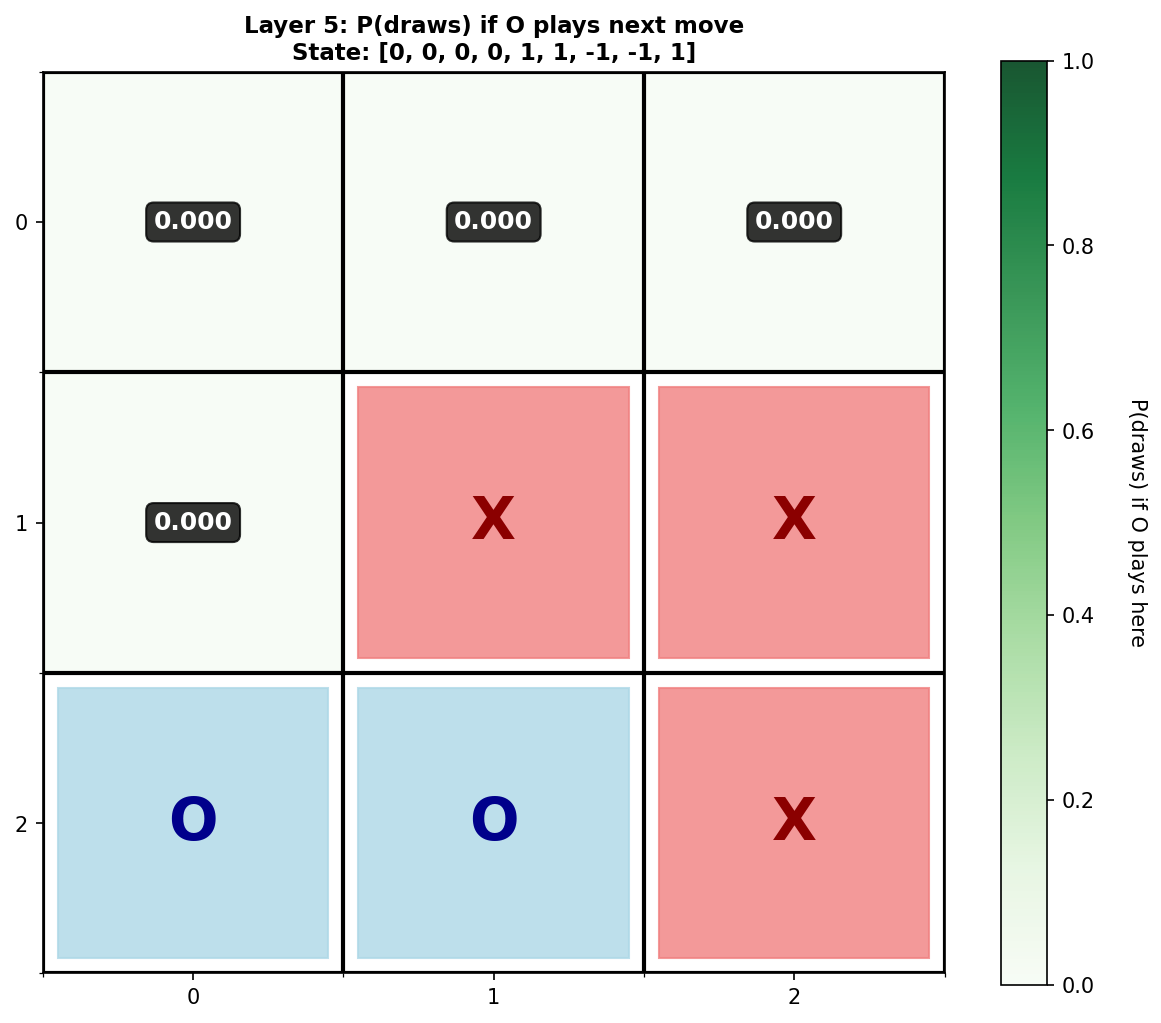 Layer 5: P(draws) if O plays next move
State: [0, 0, 0, 0, 1, 1, -1, -1, 1]
1.0
0.8
0.6
0.4
0.2
0.0
P(draws) if O plays here
0
0.000
0.000
0.000
1
0.000
X
X
2
O
O
X
0
1
2